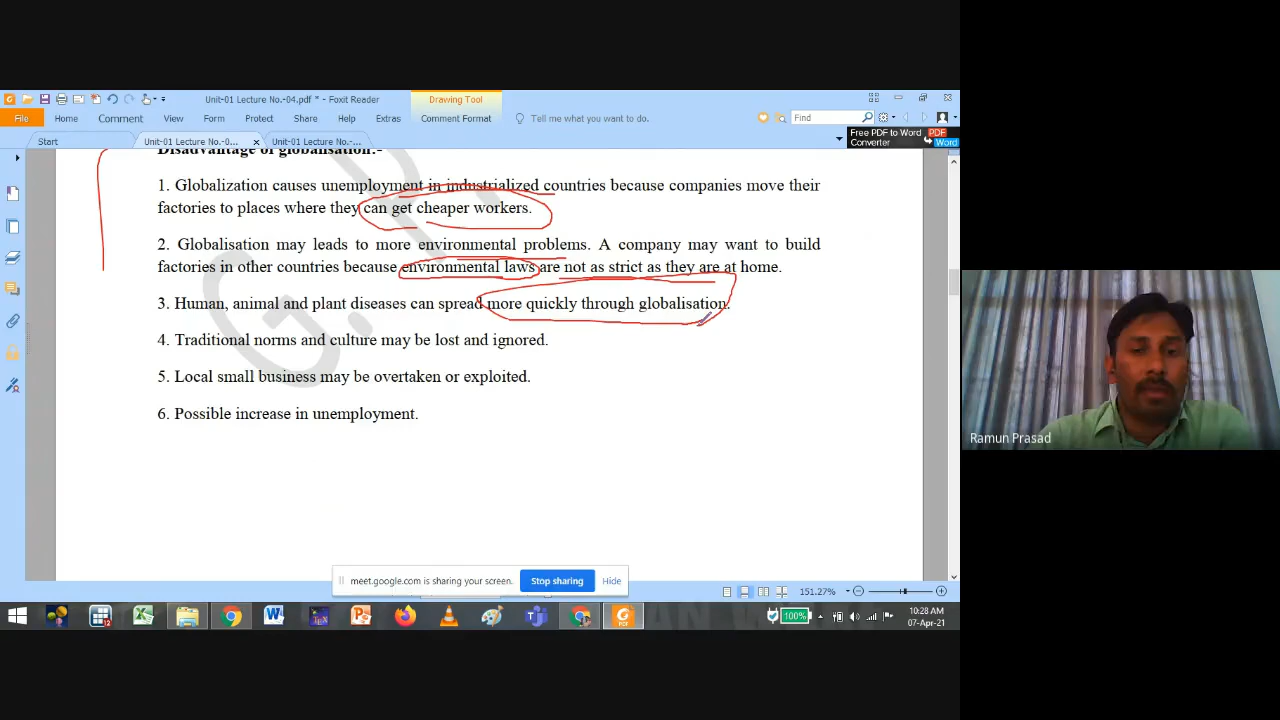 Unit-01 Lecture No.-04.pdf * - Foxit Reader
Drawing Tool
File Home Comment View Form Protect Share Help Extras Comment Format Tell me what you want to do. Find
Start Unit-01 Lecture No.-0... Unit-01 Lecture No.-...
Free PDF to Word Converter
PDF
Word
Disadvantage of globalisation:-
1. Globalization causes unemployment in industrialized countries because companies move their
factories to places where they can get cheaper workers.
2. Globalisation may leads to more environmental problems. A company may want to build
factories in other countries because environmental laws are not as strict as they are at home.
3. Human, animal and plant diseases can spread more quickly through globalisation.
4. Traditional norms and culture may be lost and ignored.
5. Local small business may be overtaken or exploited.
6. Possible increase in unemployment.
Ramun Prasad
meet.google.com is sharing your screen. Stop sharing Hide
151.27%
100%
10:28 AM
07-Apr-21